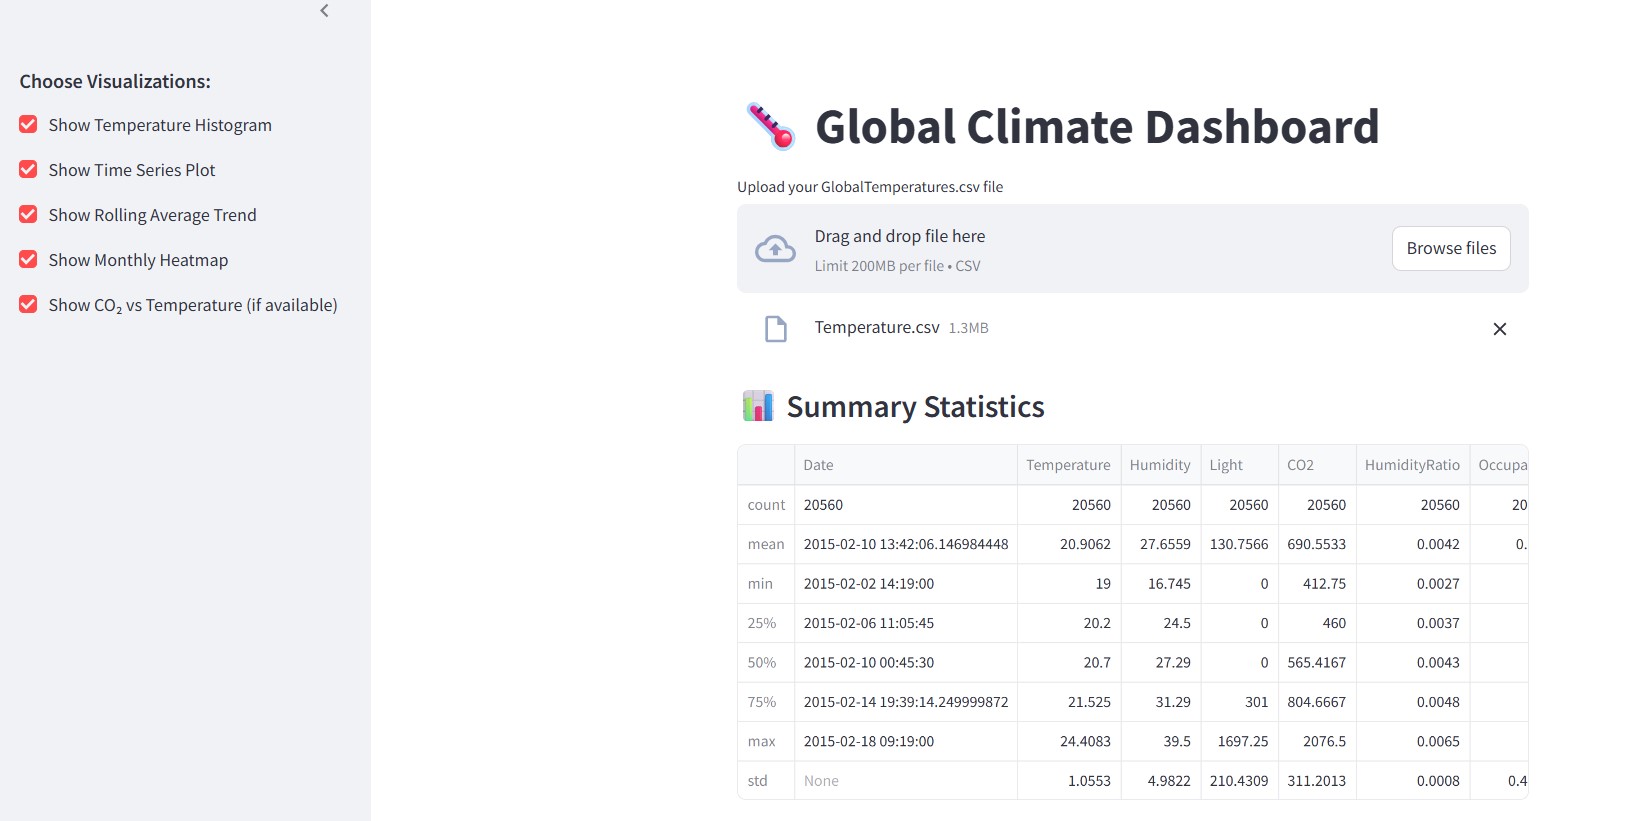 Choose Visualizations:
Show Temperature Histogram
Show Time Series Plot
Show Rolling Average Trend
Show Monthly Heatmap
Show CO₂ vs Temperature (if available)
Global Climate Dashboard
Upload your GlobalTemperatures.csv file
Drag and drop file here
Limit 200MB per file • CSV
Browse files
Temperature.csv 1.3MB
Summary Statistics
Date Temperature Humidity Light CO2 HumidityRatio Occupa
count 20560 20560 20560 20560 20560 20560 20
mean 2015-02-10 13:42:06.146984448 20.9062 27.6559 130.7566 690.5533 0.0042 0.
min 2015-02-02 14:19:00 19 16.745 0 412.75 0.0027
25% 2015-02-06 11:05:45 20.2 24.5 0 460 0.0037
50% 2015-02-10 00:45:30 20.7 27.29 0 565.4167 0.0043
75% 2015-02-14 19:39:14.249999872 21.525 31.29 301 804.6667 0.0048
max 2015-02-18 09:19:00 24.4083 39.5 1697.25 2076.5 0.0065
std None 1.0553 4.9822 210.4309 311.2013 0.0008 0.4